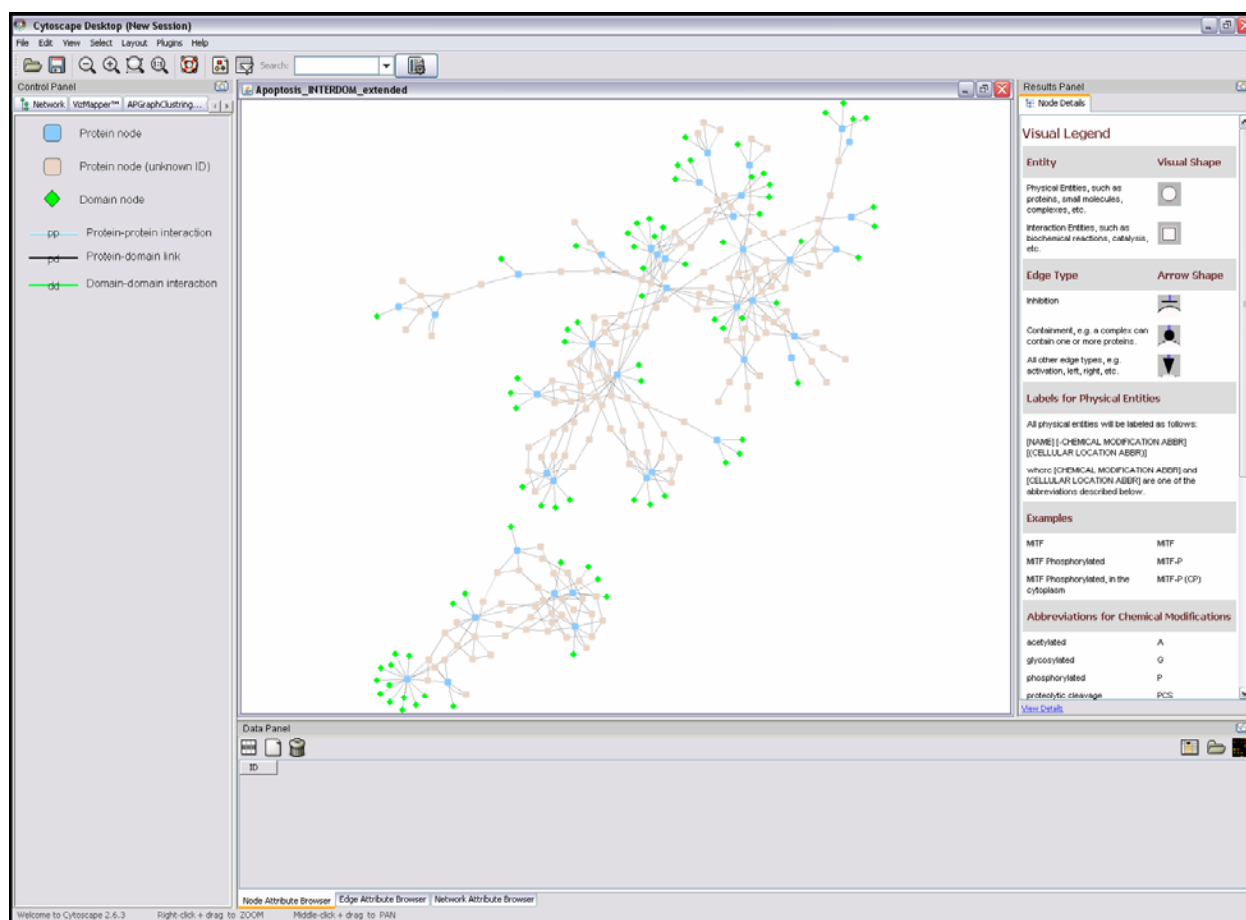 Cytoscape Desktop (New Session)
File Edit View Select Layout Plugins Help
Search:
Control Panel
Network VizMapper™ APGraphClustring...
Protein node
Protein node (unknown ID)
Domain node
pp Protein-protein interaction
pd Protein-domain link
dd Domain-domain interaction
Apoptosis_INTERDOM_extended
Results Panel
Node Details
Visual Legend
Entity Visual Shape
Physical Entities, such as
proteins, small molecules,
complexes, etc.
Interaction Entities, such as
biochemical reactions, catalysis,
etc.
Edge Type Arrow Shape
Inhibition
Containment, e.g. a complex can
contain one or more proteins.
All other edge types, e.g.
activation, left, right, etc.
Labels for Physical Entities
All physical entities will be labeled as follows:
[NAME] [-CHEMICAL MODIFICATION ABBR]
[(CELLULAR LOCATION ABBR)]
where [CHEMICAL MODIFICATION ABBR] and
[CELLULAR LOCATION ABBR] are one of the
abbreviations described below.
Examples
MITF MITF
MITF Phosphorylated MITF-P
MITF Phosphorylated, in the MITF-P (CP)
cytoplasm
Abbreviations for Chemical Modifications
acetylated A
glycosylated G
phosphorylated P
proteolytic cleavage PCS
View Details
Data Panel
ID
Node Attribute Browser Edge Attribute Browser Network Attribute Browser
Welcome to Cytoscape 2.6.3 Right-click + drag to ZOOM Middle-click + drag to PAN